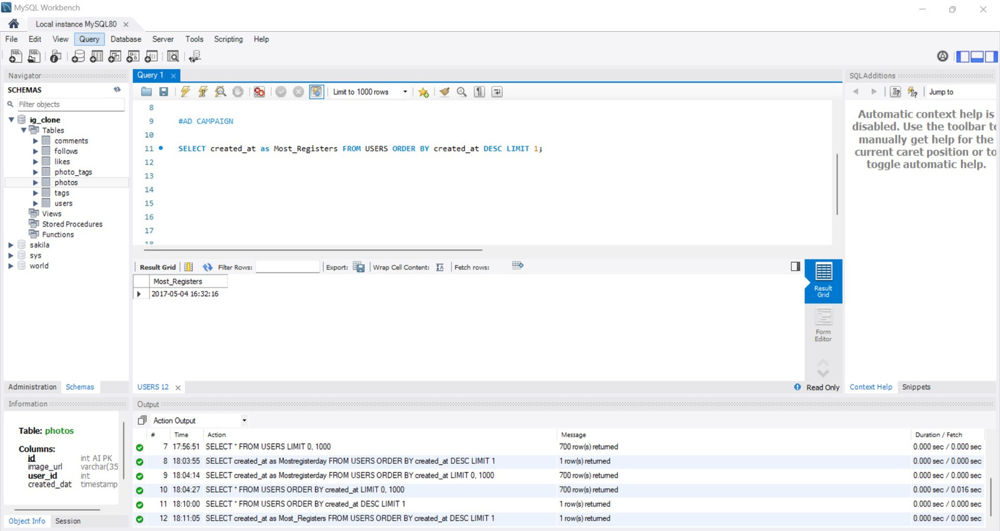 MySQL Workbench
Local instance MySQL80
File Edit View Query Database Server Tools Scripting Help
Navigator
SCHEMAS
Filter objects
ig_clone
Tables
comments
follows
likes
photo_tags
photos
tags
users
Views
Stored Procedures
Functions
sakila
sys
world
Administration Schemas
Information
Table: photos
Columns:
id int AI PK
image_url varchar(35
user_id int
created_dat timestamp
Object Info Session
Query 1
Limit to 1000 rows
8
9 #AD CAMPAIGN
10
11 SELECT created_at as Most_Registers FROM USERS ORDER BY created_at DESC LIMIT 1;
12
13
14
15
16
17
18
Result Grid Filter Rows: Export: Wrap Cell Content: Fetch rows:
Most_Registers
2017-05-04 16:32:16
Result Grid
Form Editor
USERS 12
Read Only
SQLAdditions
Jump to
Automatic context help is
disabled. Use the toolbar to
manually get help for the
current caret position or to
toggle automatic help.
Context Help Snippets
Output
Action Output
# Time Action Message Duration / Fetch
7 17:56:51 SELECT * FROM USERS LIMIT 0, 1000 700 row(s) returned 0.000 sec / 0.000 sec
8 18:03:55 SELECT created_at as Mostregisterday FROM USERS ORDER BY created_at DESC LIMIT 1 1 row(s) returned 0.000 sec / 0.000 sec
9 18:04:14 SELECT created_at as Mostregisterday FROM USERS ORDER BY created_at LIMIT 0, 1000 700 row(s) returned 0.000 sec / 0.000 sec
10 18:04:27 SELECT * FROM USERS ORDER BY created_at LIMIT 0, 1000 700 row(s) returned 0.000 sec / 0.016 sec
11 18:10:00 SELECT * FROM USERS ORDER BY created_at DESC LIMIT 1 1 row(s) returned 0.000 sec / 0.000 sec
12 18:11:05 SELECT created_at as Most_Registers FROM USERS ORDER BY created_at DESC LIMIT 1 1 row(s) returned 0.000 sec / 0.000 sec